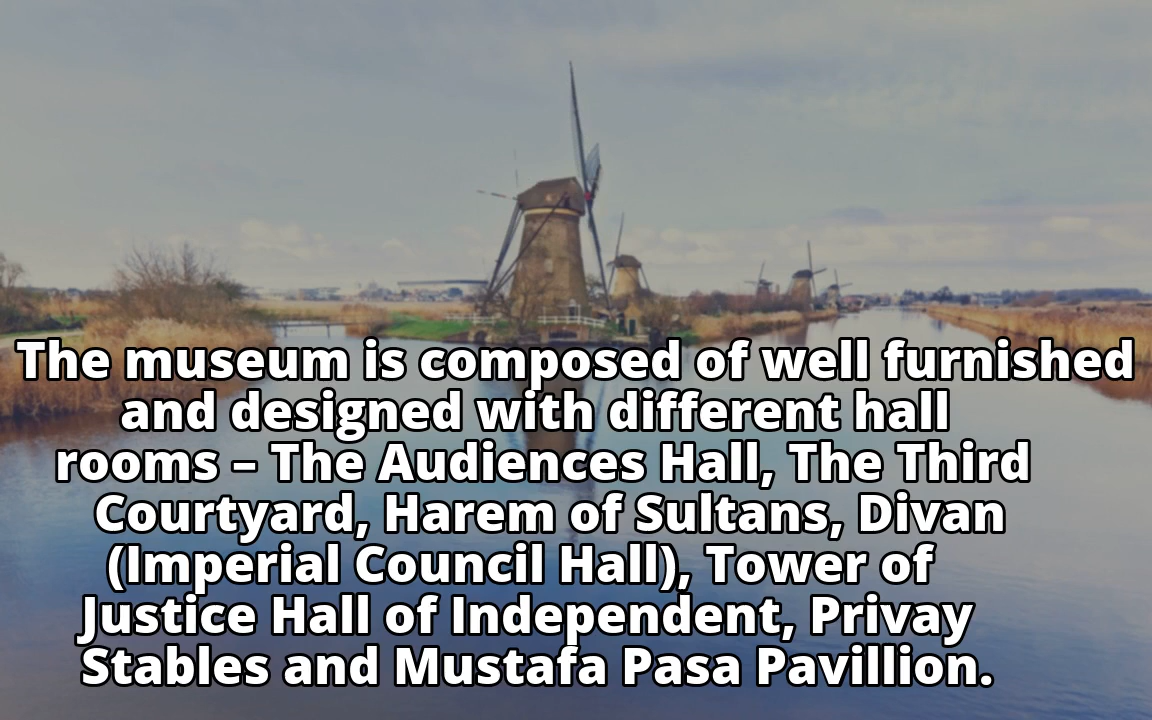 The museum is composed of well furnished
and designed with different hall
rooms – The Audiences Hall, The Third
Courtyard, Harem of Sultans, Divan
(Imperial Council Hall), Tower of
Justice Hall of Independent, Privay
Stables and Mustafa Pasa Pavillion.